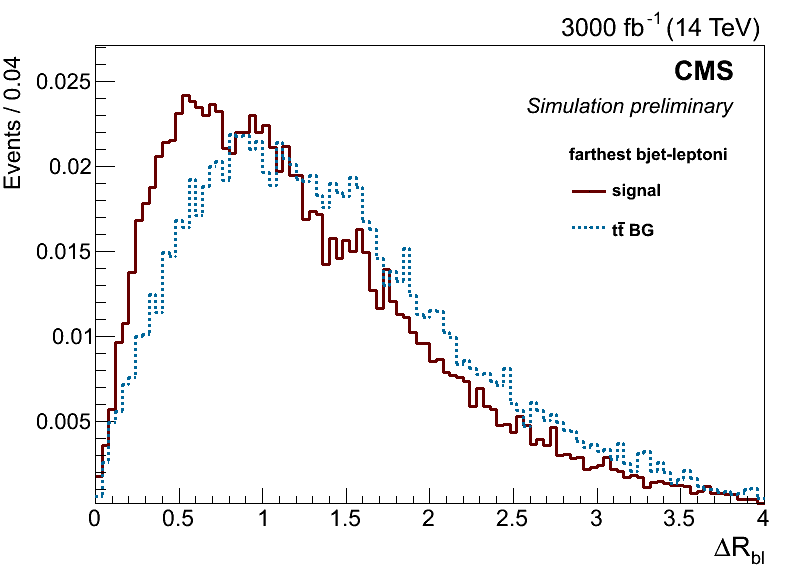 3000 fb⁻¹ (14 TeV)
CMS
Simulation preliminary
farthest bjet-leptoni
signal
tt̄ BG
Events / 0.04
0.025
0.02
0.015
0.01
0.005
0 0.5 1 1.5 2 2.5 3 3.5 4
ΔR_bl